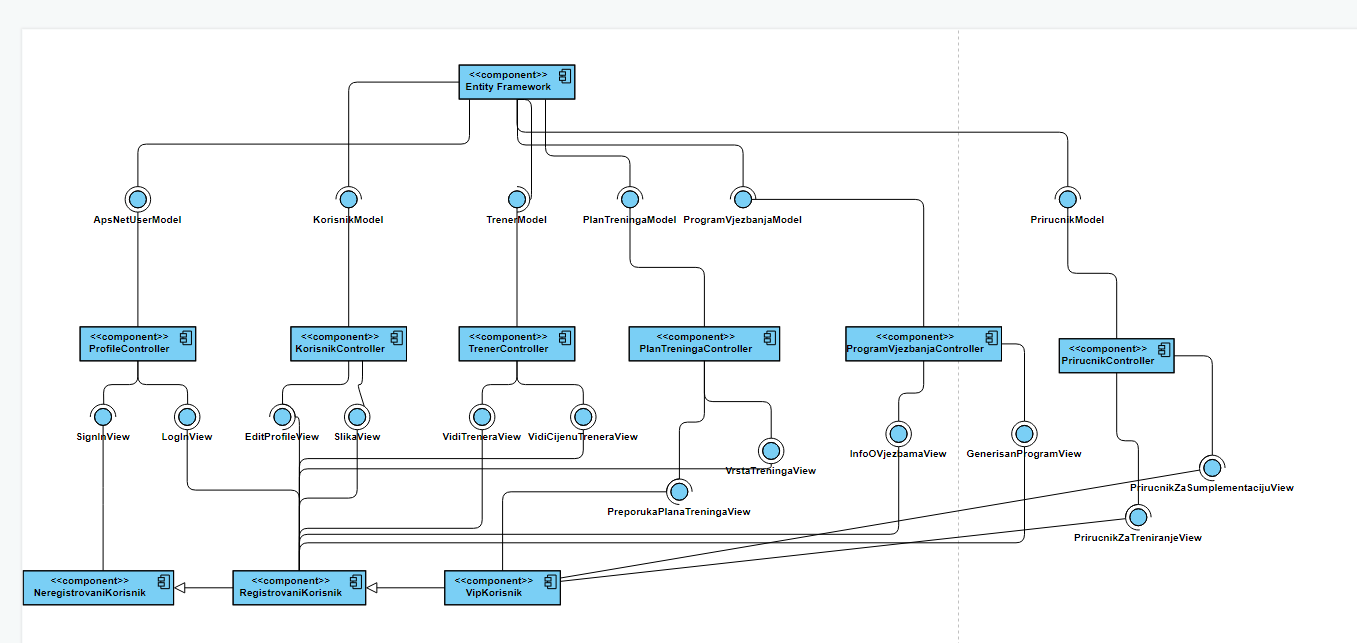 <<component>>
Entity Framework
ApsNetUserModel
KorisnikModel
TrenerModel
PlanTreningaModel
ProgramVjezbanjaModel
PrirucnikModel
<<component>>
ProfileController
<<component>>
KorisnikController
<<component>>
TrenerController
<<component>>
PlanTreningaController
<<component>>
ProgramVjezbanjaController
<<component>>
PrirucnikController
SignInView
LogInView
EditProfileView
SlikaView
VidiTreneraView
VidiCijenuTreneraView
InfoOVjezbamaView
GenerisanProgramView
VrstaTreningaView
PrirucnikZaSumplementacijuView
PreporukaPlanaTreningaView
PrirucnikZaTreniranjeView
<<component>>
NeregistrovaniKorisnik
<<component>>
RegistrovaniKorisnik
<<component>>
VipKorisnik